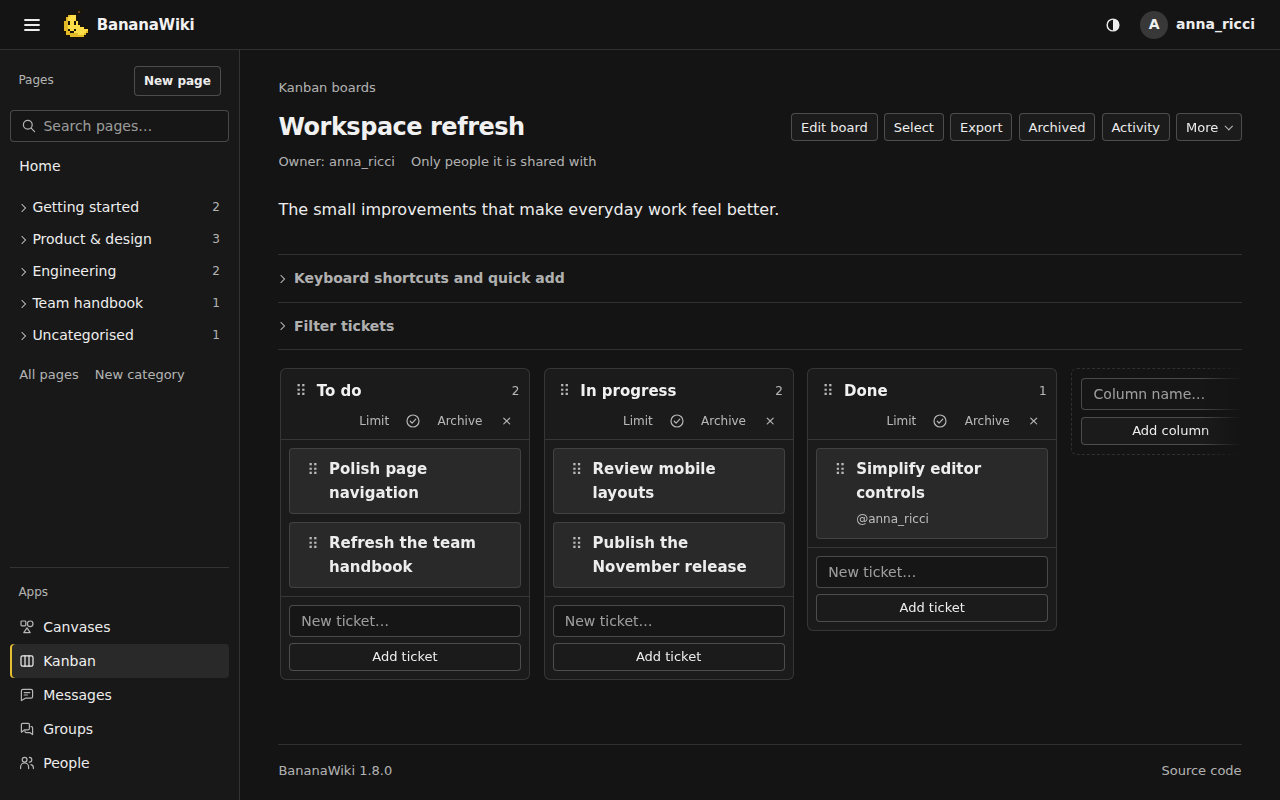 BananaWiki
A
anna_ricci
Pages
New page
Search pages…
Home
Getting started 2
Product & design 3
Engineering 2
Team handbook 1
Uncategorised 1
All pages New category
Apps
Canvases
Kanban
Messages
Groups
People
Kanban boards
Workspace refresh
Edit board Select Export Archived Activity More
Owner: anna_ricci Only people it is shared with
The small improvements that make everyday work feel better.
Keyboard shortcuts and quick add
Filter tickets
To do 2
Limit Archive ×
Polish page
navigation
Refresh the team
handbook
New ticket…
Add ticket
In progress 2
Limit Archive ×
Review mobile
layouts
Publish the
November release
New ticket…
Add ticket
Done 1
Limit Archive ×
Simplify editor
controls
@anna_ricci
New ticket…
Add ticket
Column name…
Add column
BananaWiki 1.8.0
Source code